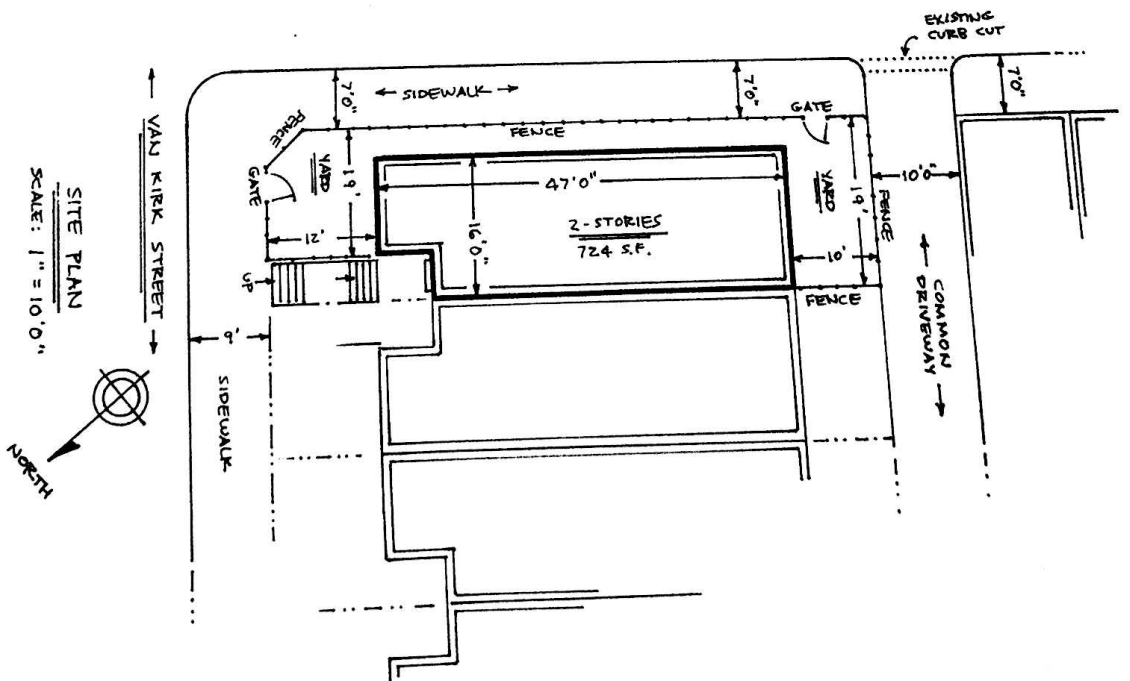 EXISTING
CURB CUT
7'0"
← SIDEWALK →
7'0"
7'0"
GATE
FENCE
FENCE
← VAN KIRK STREET →
YARD
19'
GATE
47'0"
16'0"
2-STORIES
724 S.F.
YARD
19'
FENCE
10'0"
12'
10'
UP
FENCE
COMMON
DRIVEWAY
9'
SIDEWALK
SITE PLAN
SCALE: 1" = 10'0"
NORTH